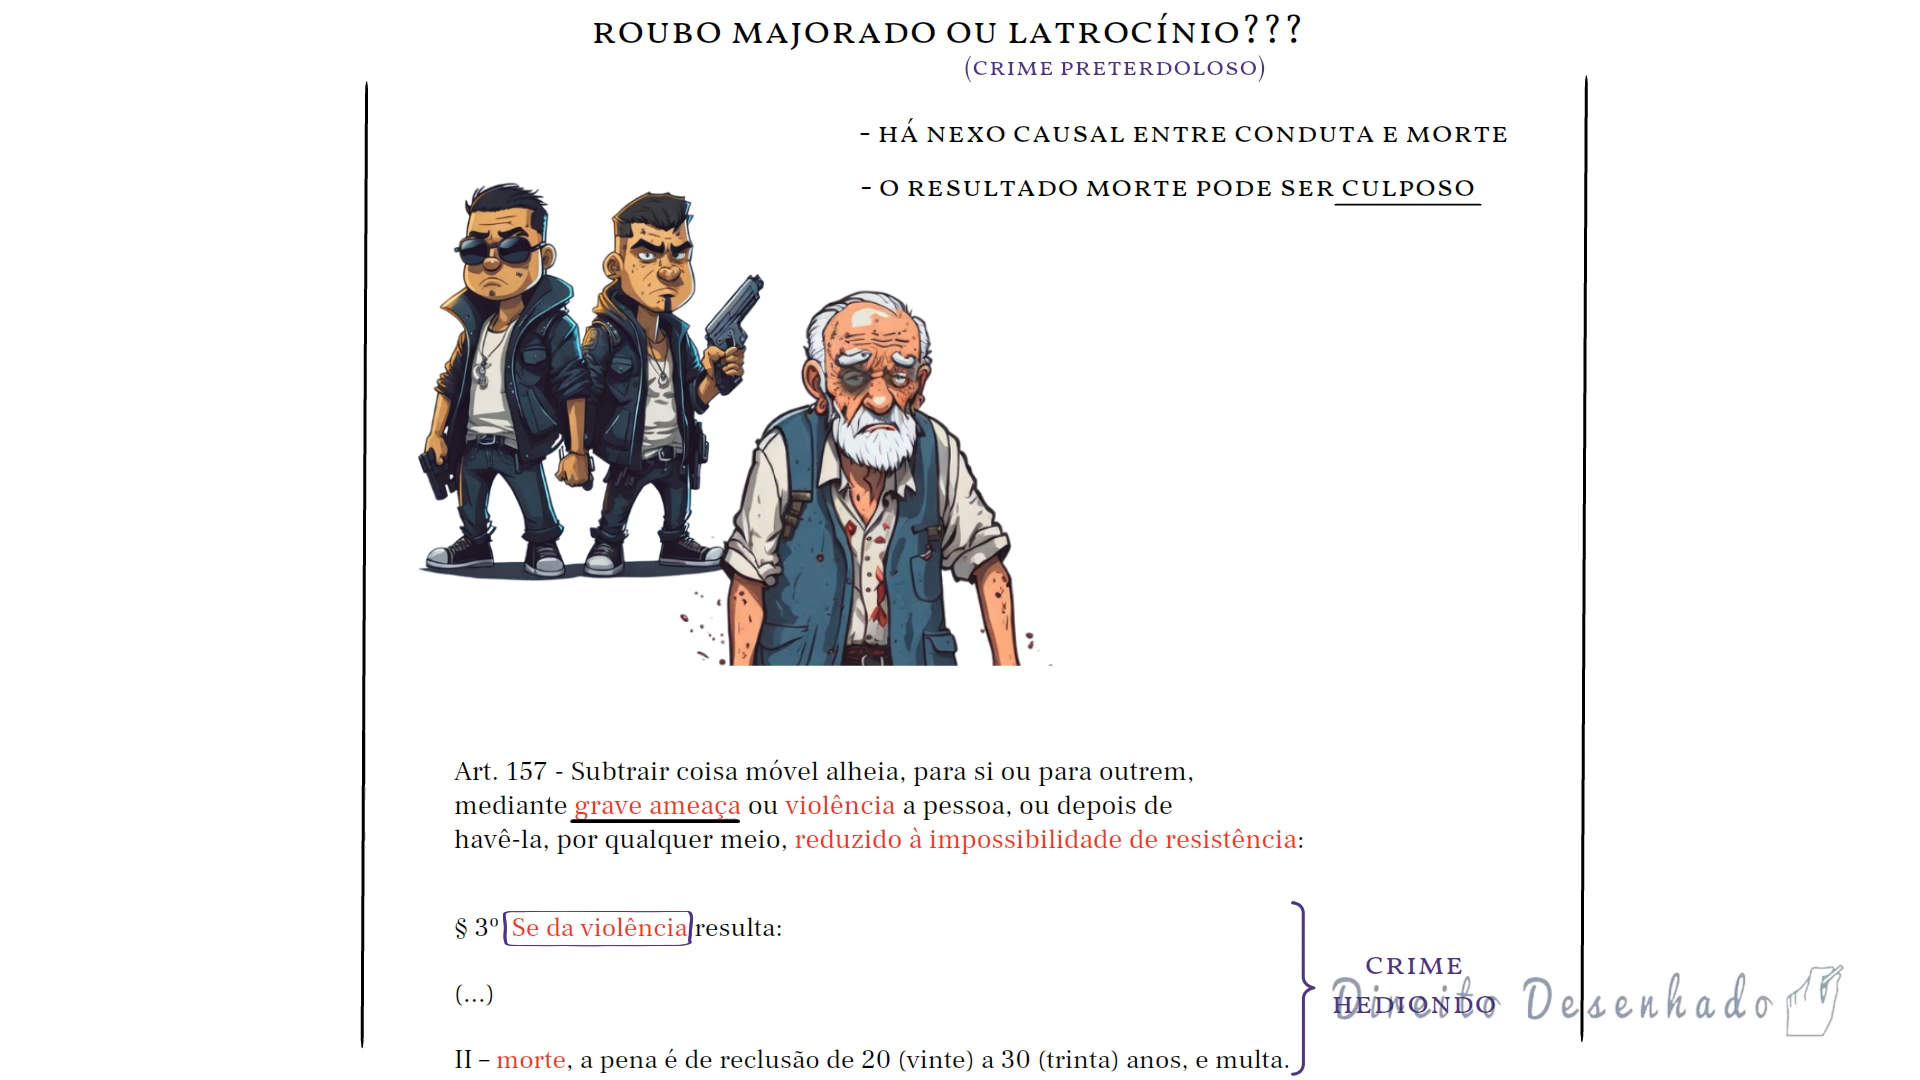 ROUBO MAJORADO OU LATROCÍNIO???
(CRIME PRETERDOLOSO)
- HÁ NEXO CAUSAL ENTRE CONDUTA E MORTE
- O RESULTADO MORTE PODE SER CULPOSO
Art. 157 - Subtrair coisa móvel alheia, para si ou para outrem,
mediante grave ameaça ou violência a pessoa, ou depois de
havê-la, por qualquer meio, reduzido à impossibilidade de resistência:
§ 3º Se da violência resulta:
(...)
II – morte, a pena é de reclusão de 20 (vinte) a 30 (trinta) anos, e multa.
CRIME
HEDIONDO
Direito Desenhado